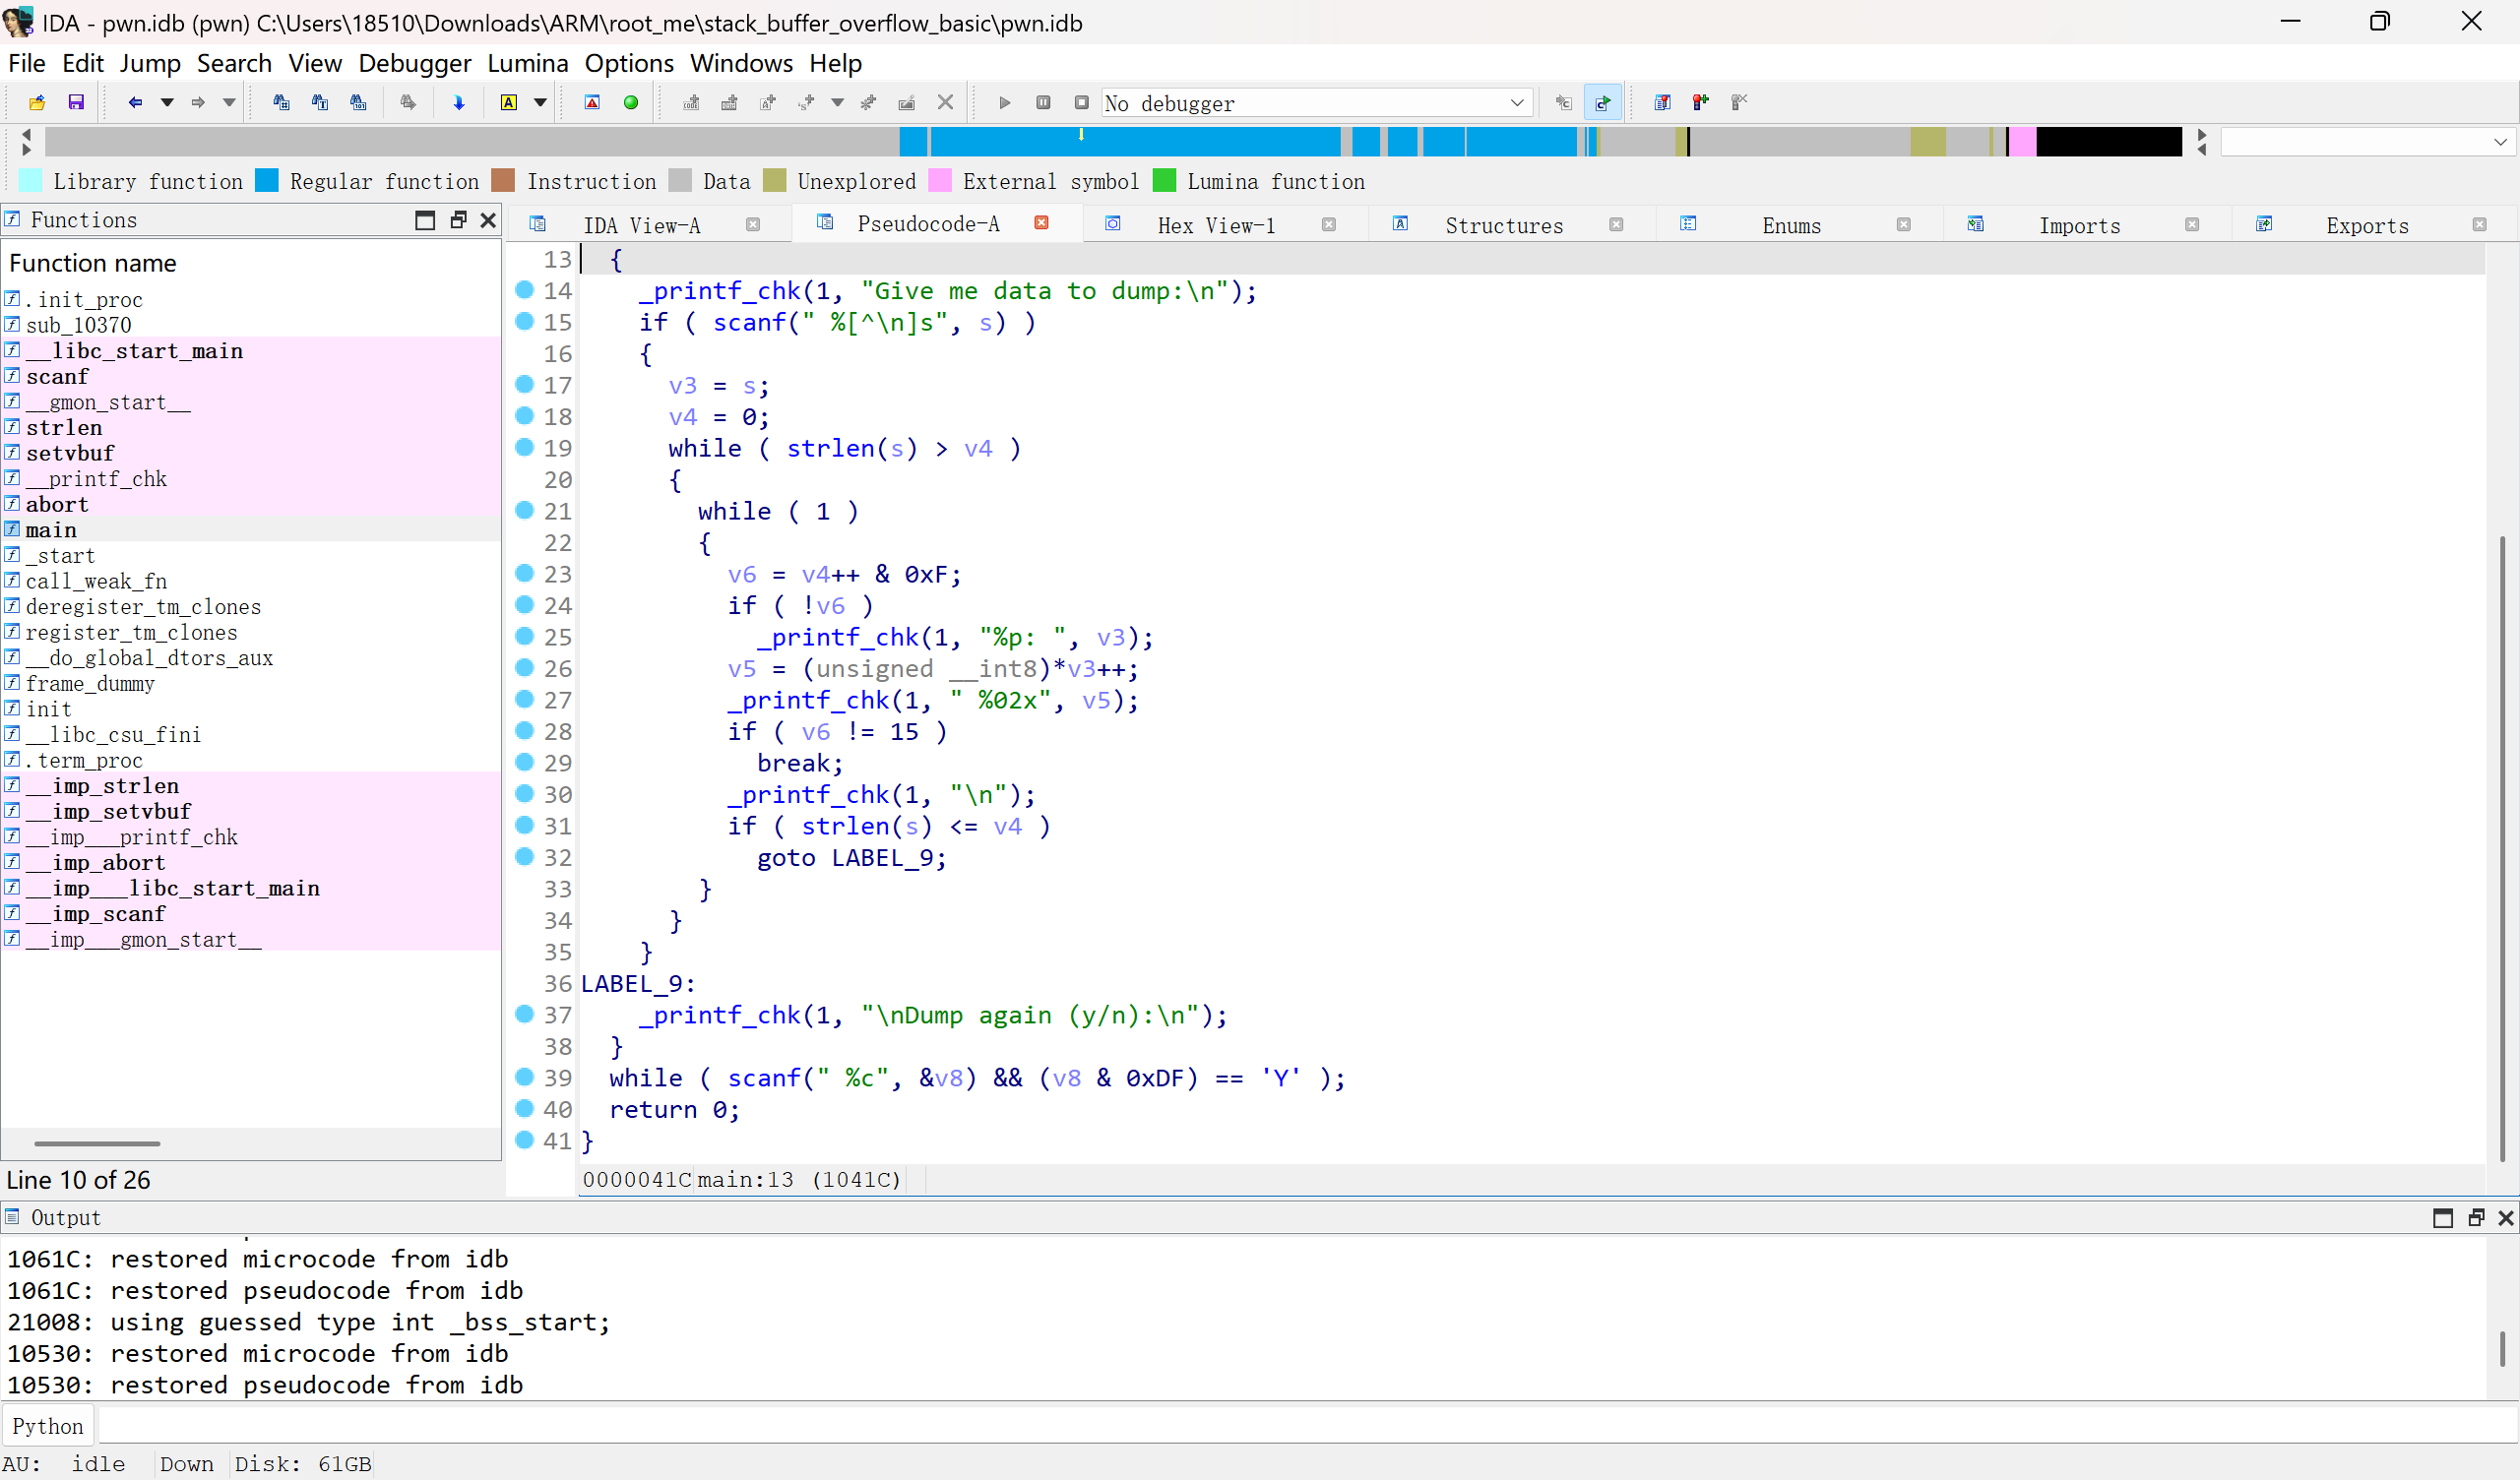 IDA - pwn.idb (pwn) C:\Users\18510\Downloads\ARM\root_me\stack_buffer_overflow_basic\pwn.idb
File Edit Jump Search View Debugger Lumina Options Windows Help
No debugger
Library function Regular function Instruction Data Unexplored External symbol Lumina function
Functions
Function name
.init_proc
sub_10370
__libc_start_main
scanf
__gmon_start__
strlen
setvbuf
__printf_chk
abort
main
_start
call_weak_fn
deregister_tm_clones
register_tm_clones
__do_global_dtors_aux
frame_dummy
init
__libc_csu_fini
.term_proc
__imp_strlen
__imp_setvbuf
__imp___printf_chk
__imp_abort
__imp___libc_start_main
__imp_scanf
__imp___gmon_start__
Line 10 of 26
IDA View-A Pseudocode-A Hex View-1 Structures Enums Imports Exports
13 {
14 _printf_chk(1, "Give me data to dump:\n");
15 if ( scanf(" %[^\n]s", s) )
16 {
17 v3 = s;
18 v4 = 0;
19 while ( strlen(s) > v4 )
20 {
21 while ( 1 )
22 {
23 v6 = v4++ & 0xF;
24 if ( !v6 )
25 _printf_chk(1, "%p: ", v3);
26 v5 = (unsigned __int8)*v3++;
27 _printf_chk(1, " %02x", v5);
28 if ( v6 != 15 )
29 break;
30 _printf_chk(1, "\n");
31 if ( strlen(s) <= v4 )
32 goto LABEL_9;
33 }
34 }
35 }
36 LABEL_9:
37 _printf_chk(1, "\nDump again (y/n):\n");
38 }
39 while ( scanf(" %c", &v8) && (v8 & 0xDF) == 'Y' );
40 return 0;
41 }
0000041C main:13 (1041C)
Output
1061C: restored microcode from idb
1061C: restored pseudocode from idb
21008: using guessed type int _bss_start;
10530: restored microcode from idb
10530: restored pseudocode from idb
Python
AU: idle Down Disk: 61GB